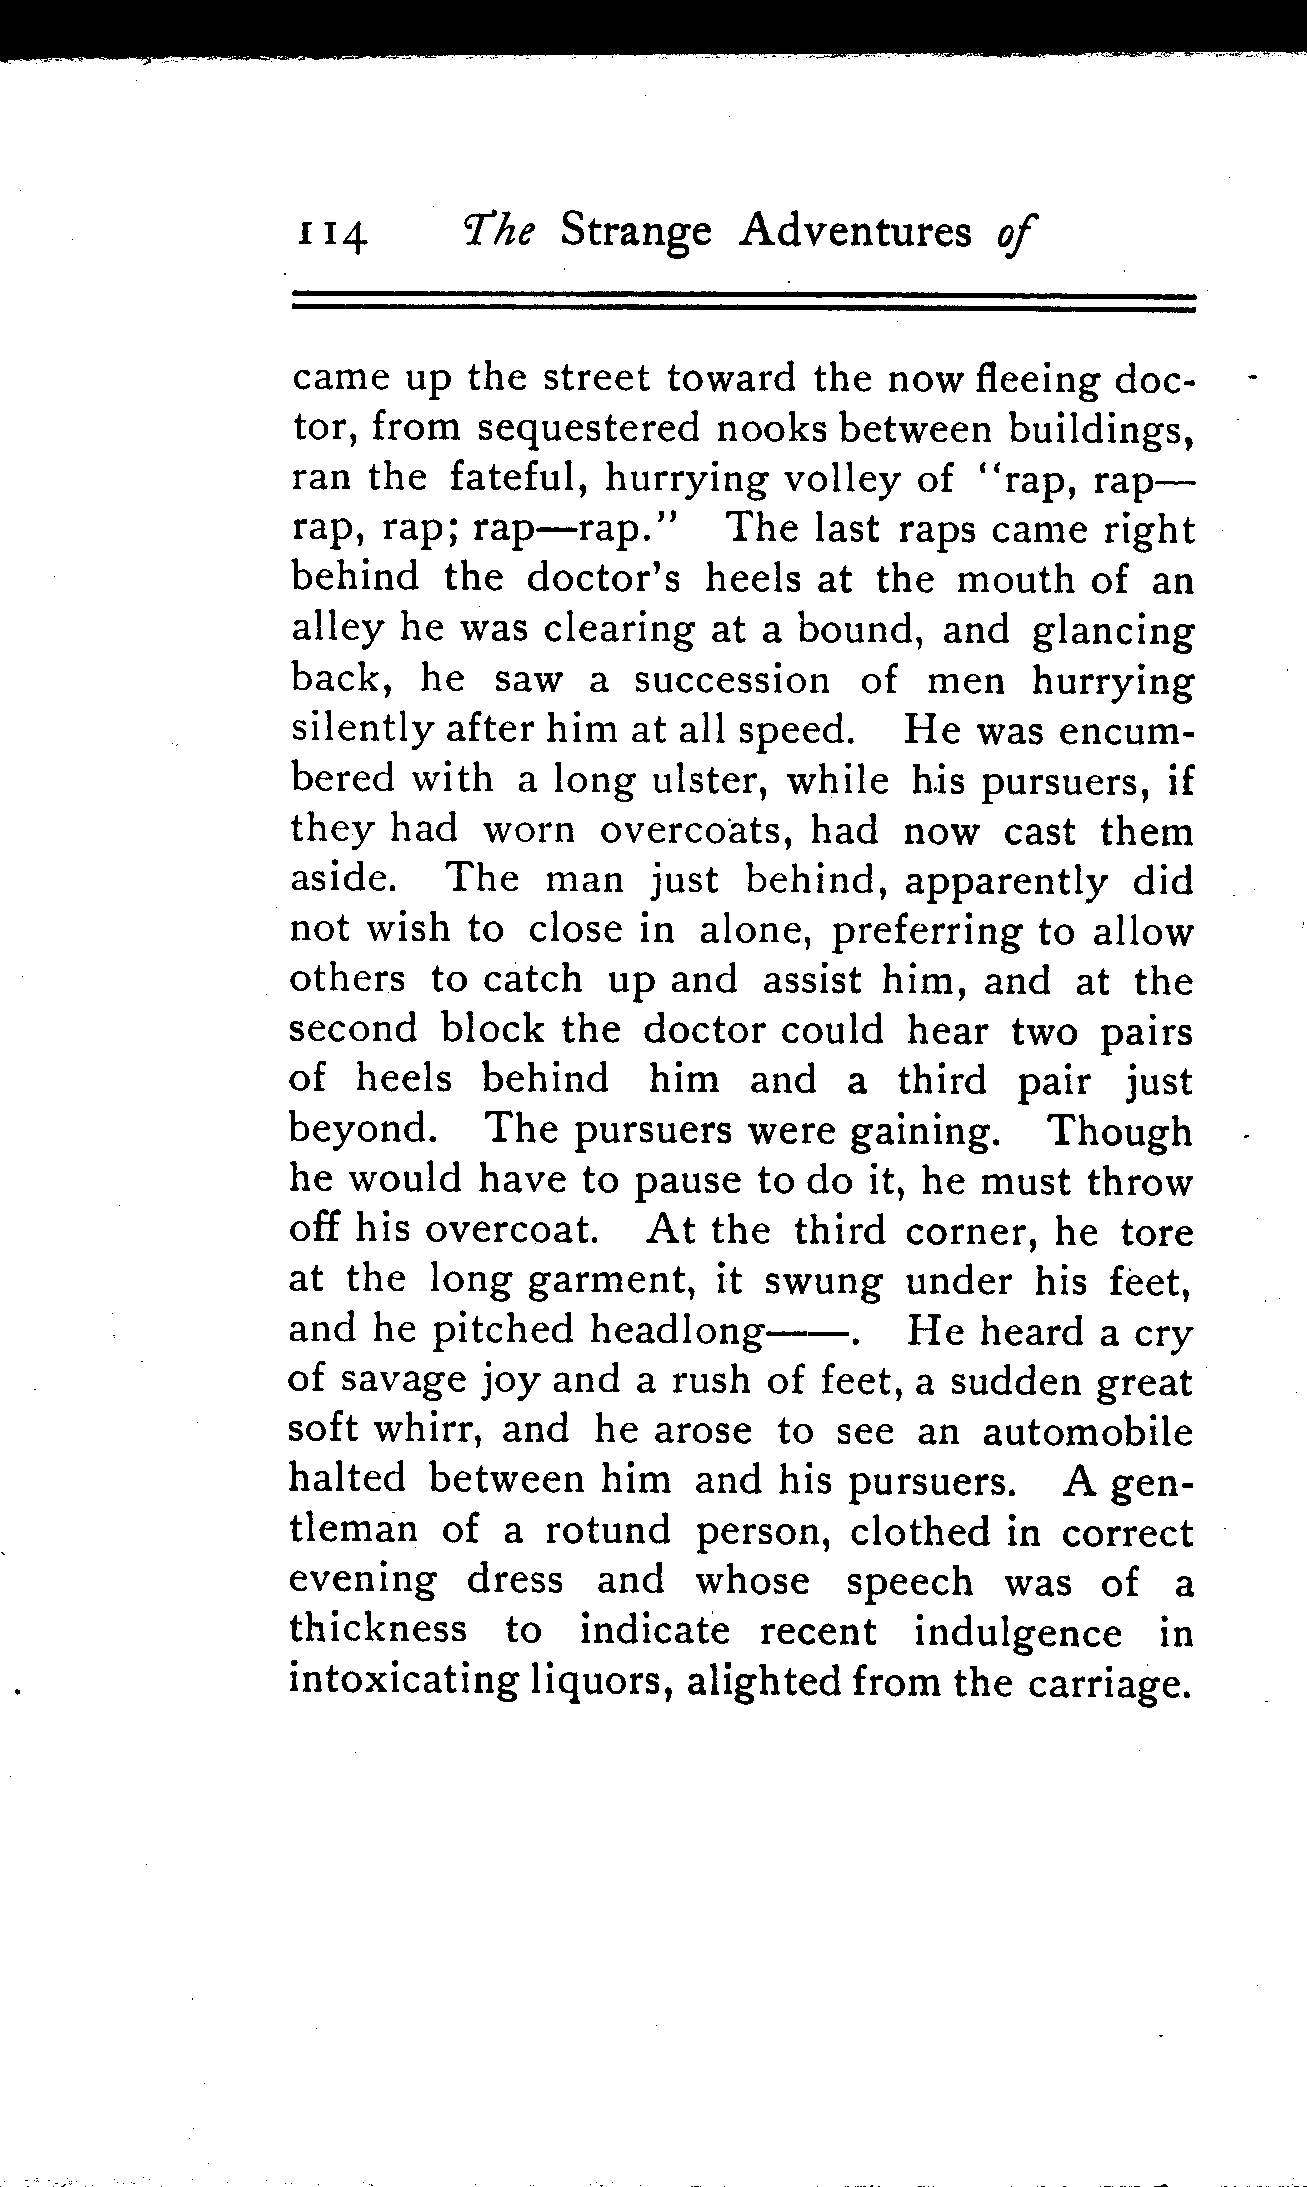 114 The Strange Adventures of
came up the street toward the now fleeing doc-
tor, from sequestered nooks between buildings,
ran the fateful, hurrying volley of "rap, rap—
rap, rap; rap—rap." The last raps came right
behind the doctor's heels at the mouth of an
alley he was clearing at a bound, and glancing
back, he saw a succession of men hurrying
silently after him at all speed. He was encum-
bered with a long ulster, while his pursuers, if
they had worn overcoats, had now cast them
aside. The man just behind, apparently did
not wish to close in alone, preferring to allow
others to catch up and assist him, and at the
second block the doctor could hear two pairs
of heels behind him and a third pair just
beyond. The pursuers were gaining. Though
he would have to pause to do it, he must throw
off his overcoat. At the third corner, he tore
at the long garment, it swung under his feet,
and he pitched headlong——. He heard a cry
of savage joy and a rush of feet, a sudden great
soft whirr, and he arose to see an automobile
halted between him and his pursuers. A gen-
tleman of a rotund person, clothed in correct
evening dress and whose speech was of a
thickness to indicate recent indulgence in
intoxicating liquors, alighted from the carriage.